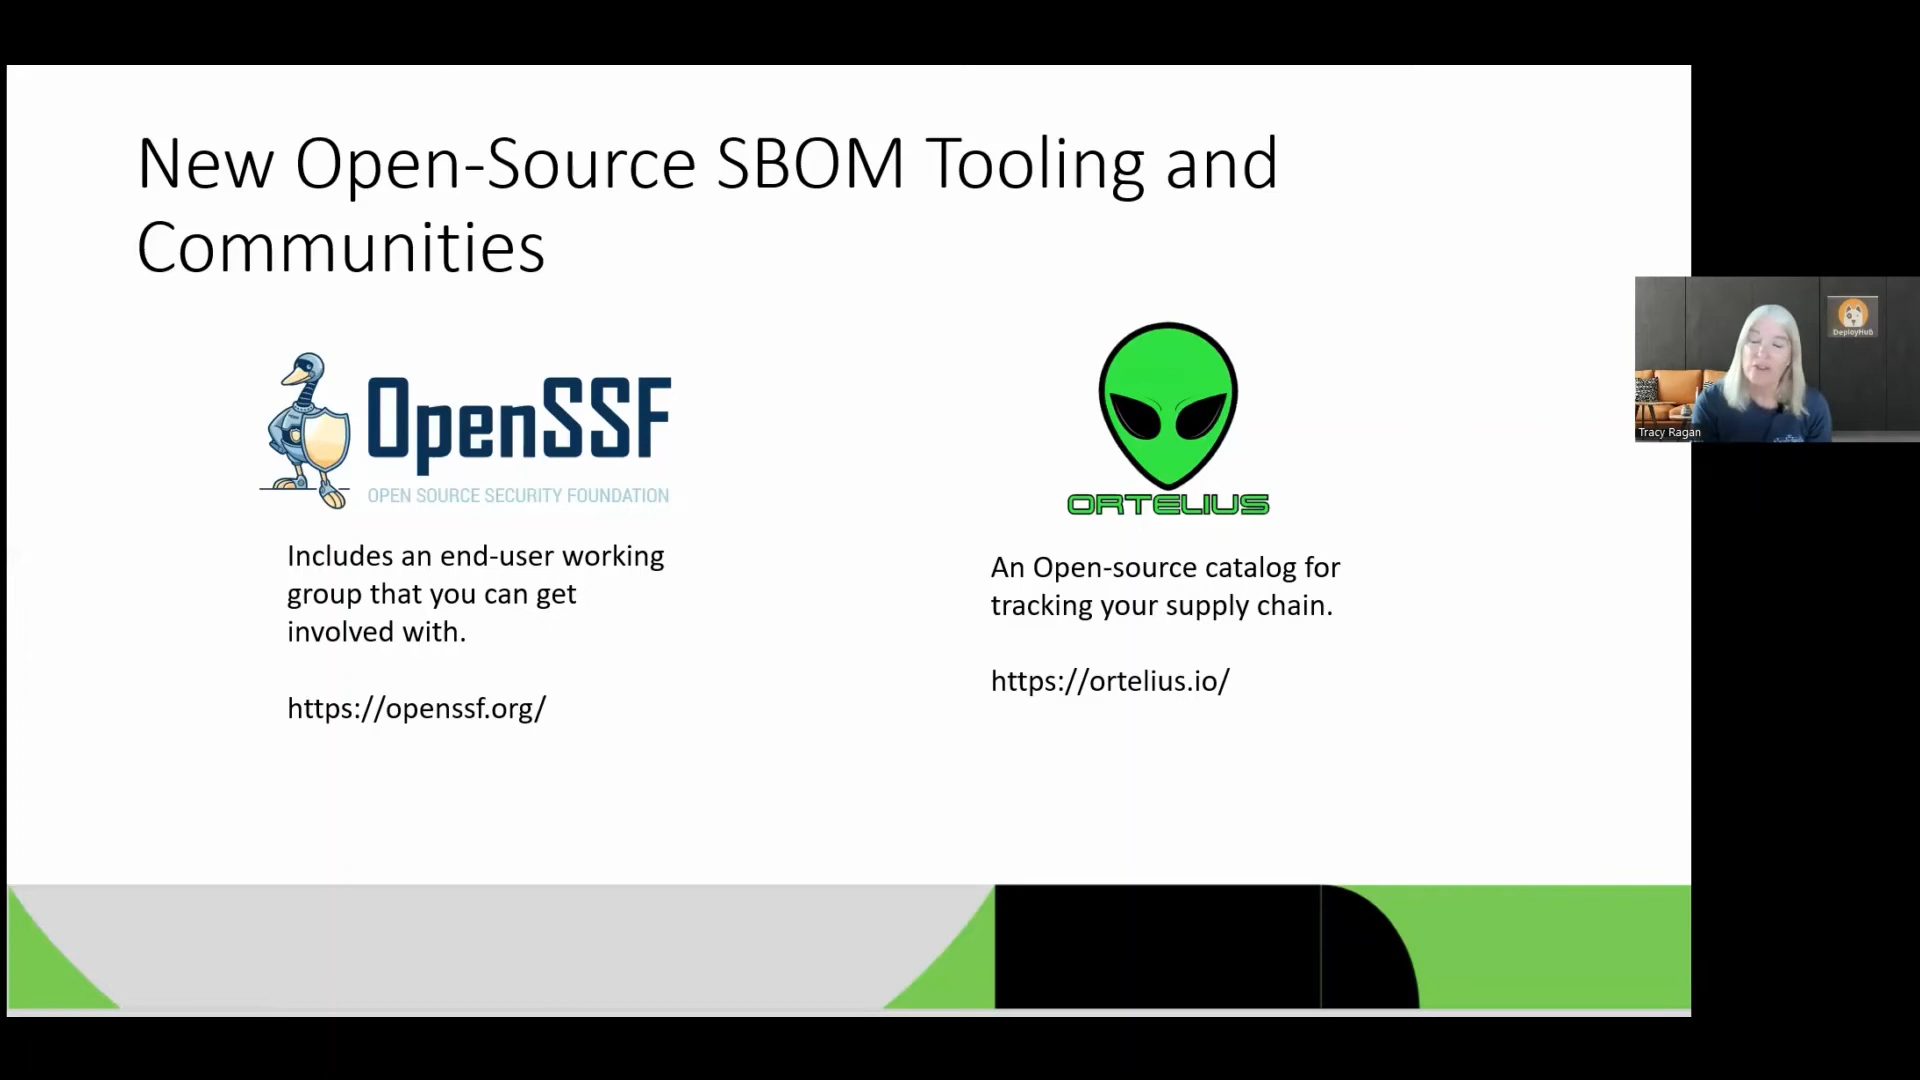 New Open-Source SBOM Tooling and
Communities
OpenSSF
OPEN SOURCE SECURITY FOUNDATION
Includes an end-user working
group that you can get
involved with.
https://openssf.org/
ORTELIUS
An Open-source catalog for
tracking your supply chain.
https://ortelius.io/
DeployHub
Tracy Ragan